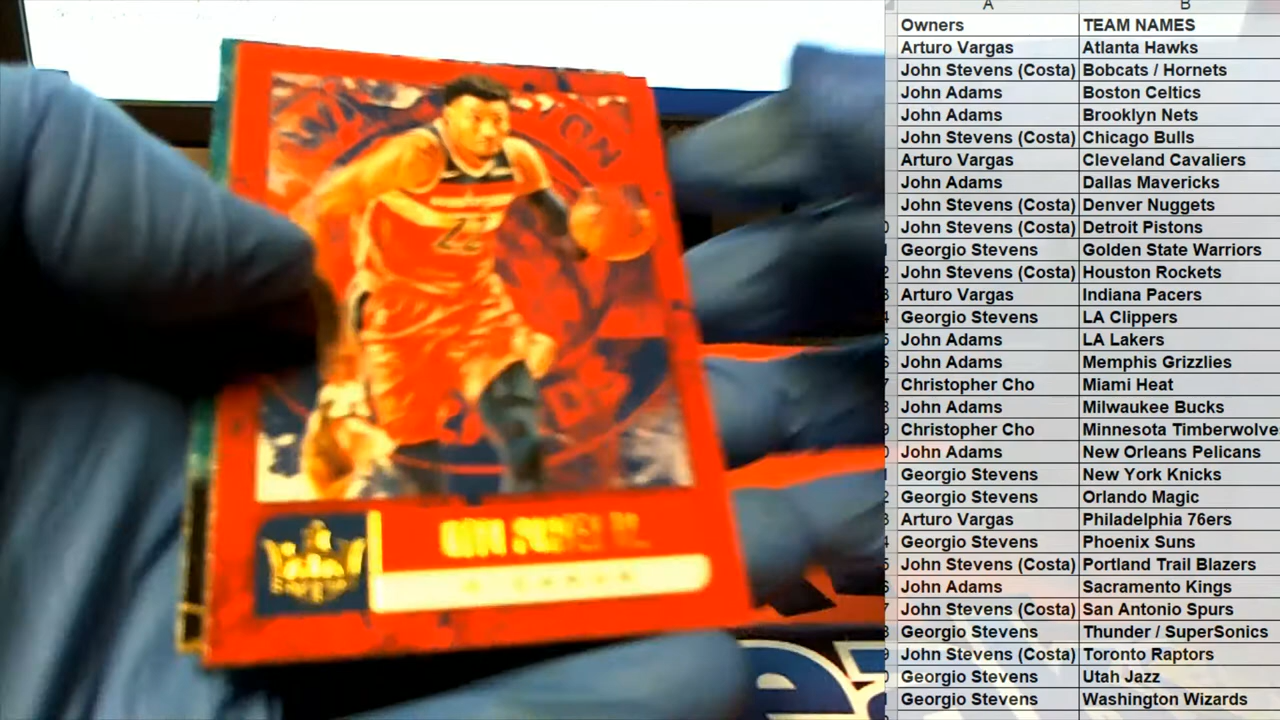 A B
Owners TEAM NAMES
Arturo Vargas Atlanta Hawks
John Stevens (Costa) Bobcats / Hornets
John Adams Boston Celtics
John Adams Brooklyn Nets
John Stevens (Costa) Chicago Bulls
Arturo Vargas Cleveland Cavaliers
John Adams Dallas Mavericks
John Stevens (Costa) Denver Nuggets
John Stevens (Costa) Detroit Pistons
Georgio Stevens Golden State Warriors
John Stevens (Costa) Houston Rockets
Arturo Vargas Indiana Pacers
Georgio Stevens LA Clippers
John Adams LA Lakers
John Adams Memphis Grizzlies
Christopher Cho Miami Heat
John Adams Milwaukee Bucks
Christopher Cho Minnesota Timberwolve
John Adams New Orleans Pelicans
Georgio Stevens New York Knicks
Georgio Stevens Orlando Magic
Arturo Vargas Philadelphia 76ers
Georgio Stevens Phoenix Suns
John Stevens (Costa) Portland Trail Blazers
John Adams Sacramento Kings
John Stevens (Costa) San Antonio Spurs
Georgio Stevens Thunder / SuperSonics
John Stevens (Costa) Toronto Raptors
Georgio Stevens Utah Jazz
Georgio Stevens Washington Wizards